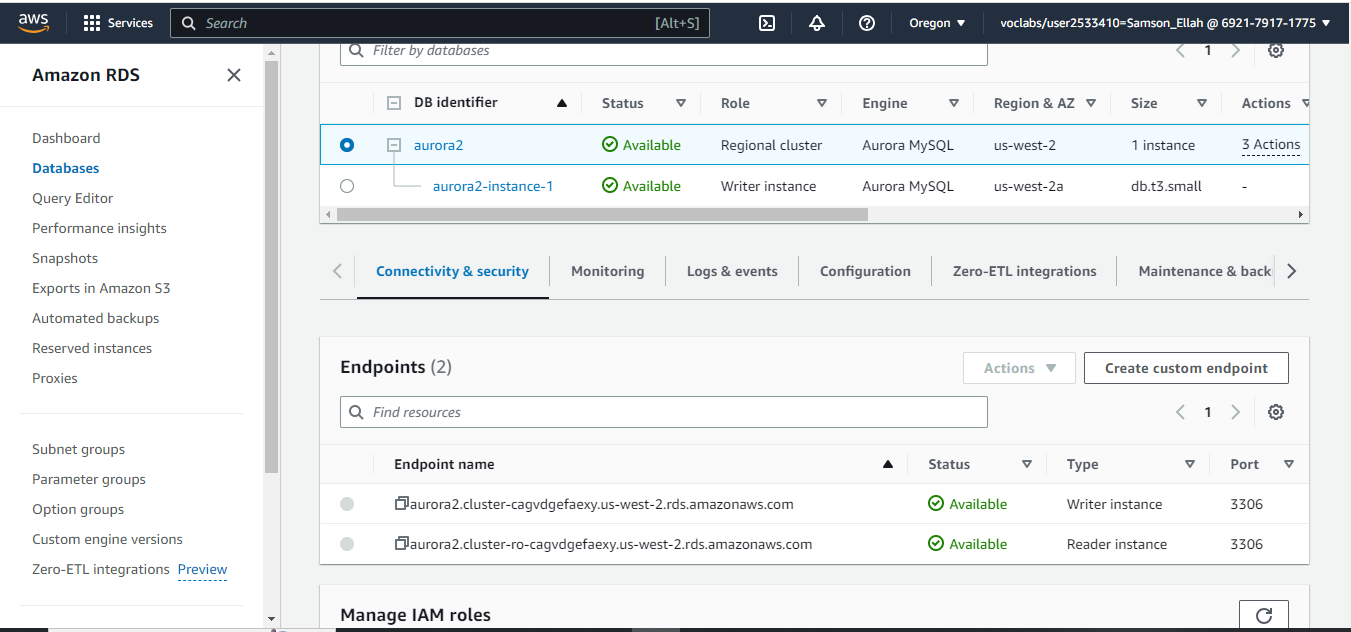 aws Services Search [Alt+S] Oregon ▼ voclabs/user2533410=Samson_Ellah @ 6921-7917-1775 ▼
Amazon RDS
Dashboard
Databases
Query Editor
Performance insights
Snapshots
Exports in Amazon S3
Automated backups
Reserved instances
Proxies
Subnet groups
Parameter groups
Option groups
Custom engine versions
Zero-ETL integrations Preview
Filter by databases 1
DB identifier Status Role Engine Region & AZ Size Actions
aurora2 Available Regional cluster Aurora MySQL us-west-2 1 instance 3 Actions
aurora2-instance-1 Available Writer instance Aurora MySQL us-west-2a db.t3.small -
Connectivity & security Monitoring Logs & events Configuration Zero-ETL integrations Maintenance & back
Endpoints (2) Actions Create custom endpoint
Find resources 1
Endpoint name Status Type Port
aurora2.cluster-cagvdgefaexy.us-west-2.rds.amazonaws.com Available Writer instance 3306
aurora2.cluster-ro-cagvdgefaexy.us-west-2.rds.amazonaws.com Available Reader instance 3306
Manage IAM roles